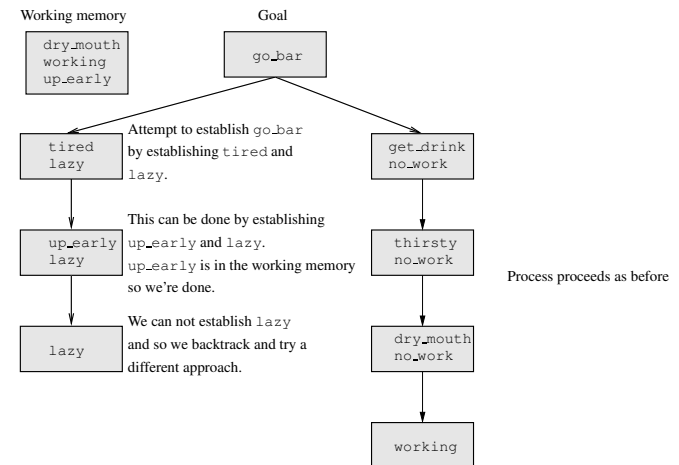 Working memory
Goal
dry_mouth
working
up_early
go_bar
tired
lazy
Attempt to establish go_bar
by establishing tired and
lazy.
up_early
lazy
This can be done by establishing
up_early and lazy.
up_early is in the working memory
so we're done.
lazy
We can not establish lazy
and so we backtrack and try a
different approach.
get_drink
no_work
thirsty
no_work
dry_mouth
no_work
working
Process proceeds as before